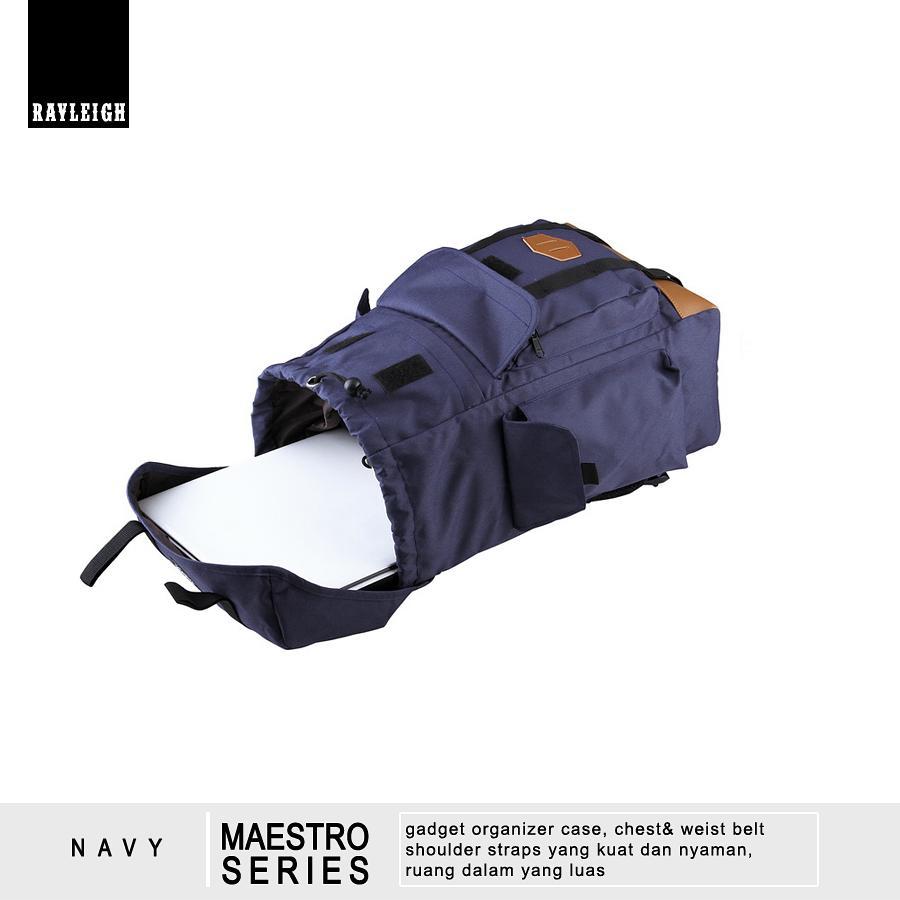 RAYLEIGH
NAVY
MAESTRO
SERIES
gadget organizer case, chest& weist belt
shoulder straps yang kuat dan nyaman,
ruang dalam yang luas